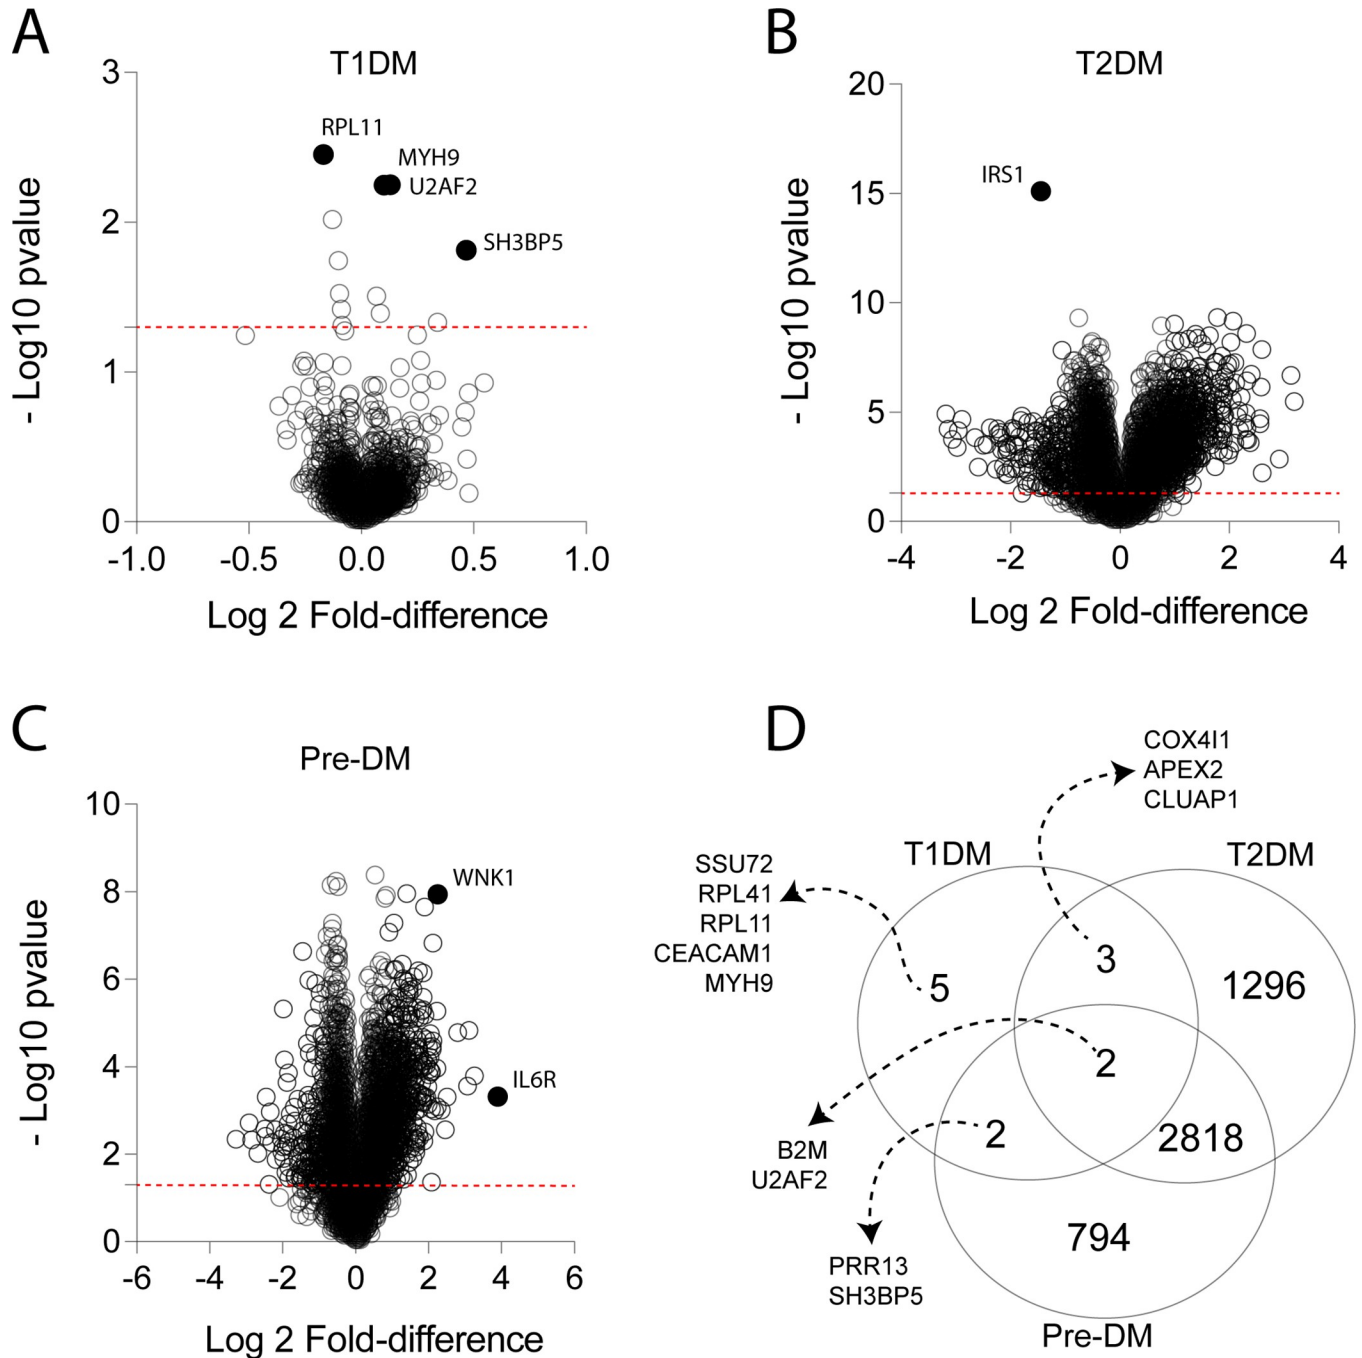 A
T1DM
3
2
1
0
- Log10 pvalue
RPL11
MYH9
U2AF2
SH3BP5
-1.0 -0.5 0.0 0.5 1.0
Log 2 Fold-difference
B
T2DM
20
15
10
5
0
- Log10 pvalue
IRS1
-4 -2 0 2 4
Log 2 Fold-difference
C
Pre-DM
10
8
6
4
2
0
- Log10 pvalue
WNK1
IL6R
-6 -4 -2 0 2 4 6
Log 2 Fold-difference
D
COX4I1
APEX2
CLUAP1
T1DM
T2DM
SSU72
RPL41
RPL11
CEACAM1
MYH9
5
3
1296
2
2
2818
B2M
U2AF2
794
PRR13
SH3BP5
Pre-DM